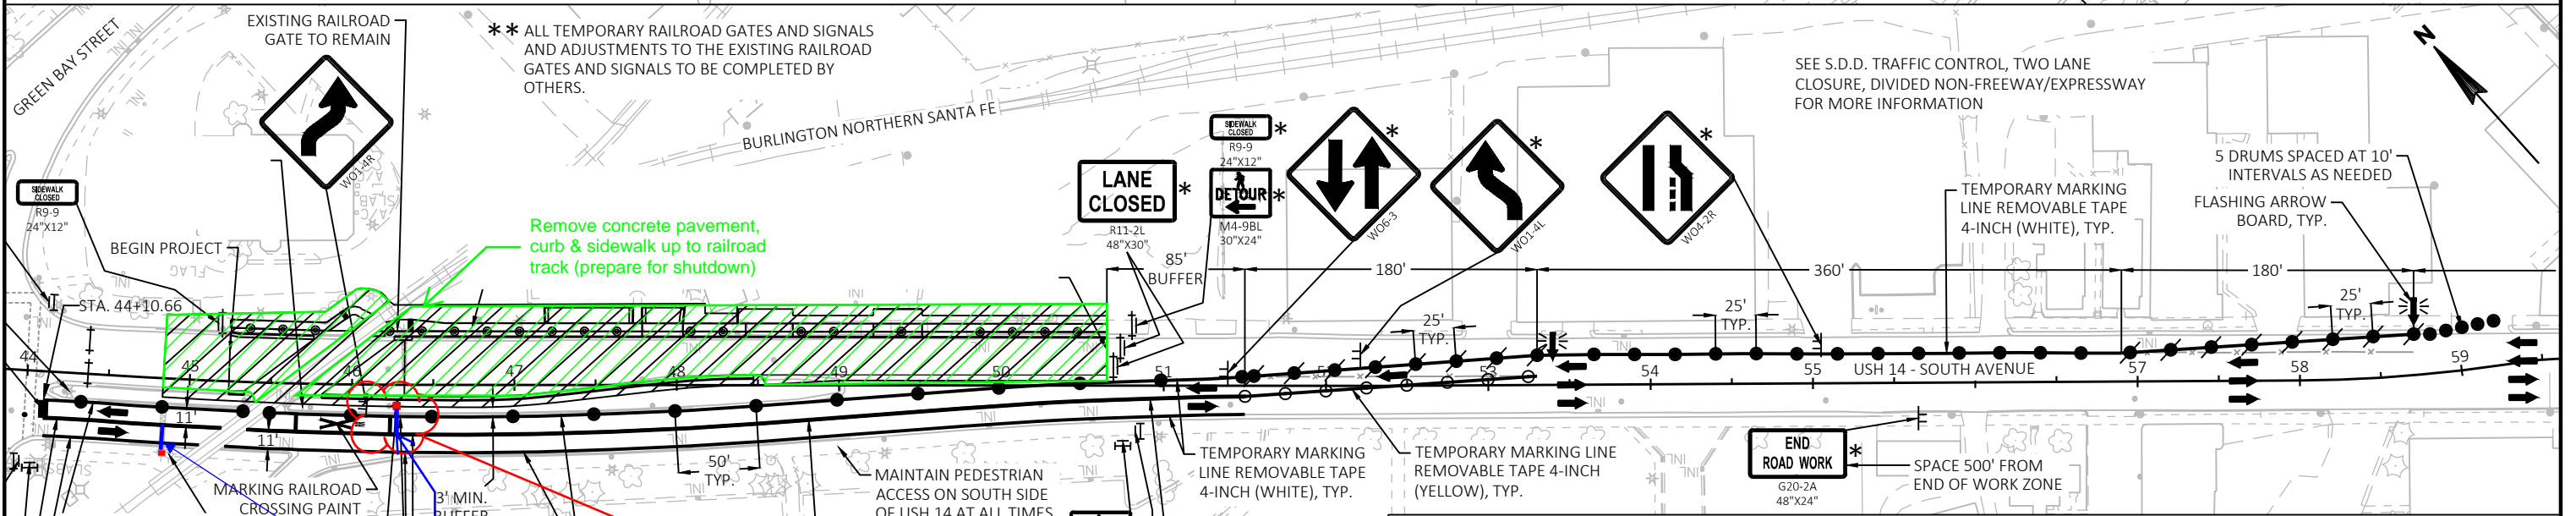 GREEN BAY STREET
EXISTING RAILROAD
GATE TO REMAIN
** ALL TEMPORARY RAILROAD GATES AND SIGNALS
AND ADJUSTMENTS TO THE EXISTING RAILROAD
GATES AND SIGNALS TO BE COMPLETED BY
OTHERS.
BURLINGTON NORTHERN SANTA FE
SEE S.D.D. TRAFFIC CONTROL, TWO LANE
CLOSURE, DIVIDED NON-FREEWAY/EXPRESSWAY
FOR MORE INFORMATION
N
WO1-4R
SIDEWALK
CLOSED
R9-9
24"X12"
BEGIN PROJECT
STA. 44+10.66
Remove concrete pavement,
curb & sidewalk up to railroad
track (prepare for shutdown)
LANE
CLOSED
*
R11-2L
48"X30"
SIDEWALK
CLOSED
*
R9-9
24"X12"
DETOUR
*
M4-9BL
30"X24"
*
WO6-3
*
WO1-4L
*
WO4-2R
5 DRUMS SPACED AT 10'
INTERVALS AS NEEDED
FLASHING ARROW
BOARD, TYP.
TEMPORARY MARKING
LINE REMOVABLE TAPE
4-INCH (WHITE), TYP.
85'
BUFFER
180'
360'
180'
25'
TYP.
25'
TYP.
25'
TYP.
44
45
46
47
48
49
50
51
53
54
55
57
58
59
USH 14 - SOUTH AVENUE
11'
11'
50'
TYP.
MARKING RAILROAD
CROSSING PAINT
3' MIN.
BUFFER
MAINTAIN PEDESTRIAN
ACCESS ON SOUTH SIDE
OF USH 14 AT ALL TIMES
TEMPORARY MARKING
LINE REMOVABLE TAPE
4-INCH (WHITE), TYP.
TEMPORARY MARKING LINE
REMOVABLE TAPE 4-INCH
(YELLOW), TYP.
END
ROAD WORK
*
G20-2A
48"X24"
SPACE 500' FROM
END OF WORK ZONE